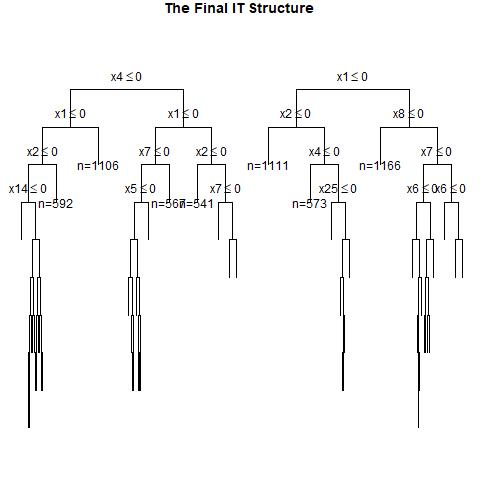 The Final IT Structure
x4 ≤ 0
x1 ≤ 0
x1 ≤ 0
x1 ≤ 0
x2 ≤ 0
x8 ≤ 0
x2 ≤ 0
n=1106
x7 ≤ 0
x2 ≤ 0
n=1111
x4 ≤ 0
n=1166
x7 ≤ 0
x14 ≤ 0
n=592
x5 ≤ 0
n=567
n=541
x7 ≤ 0
n=573
x25 ≤ 0
x6 ≤ 0
x6 ≤ 0